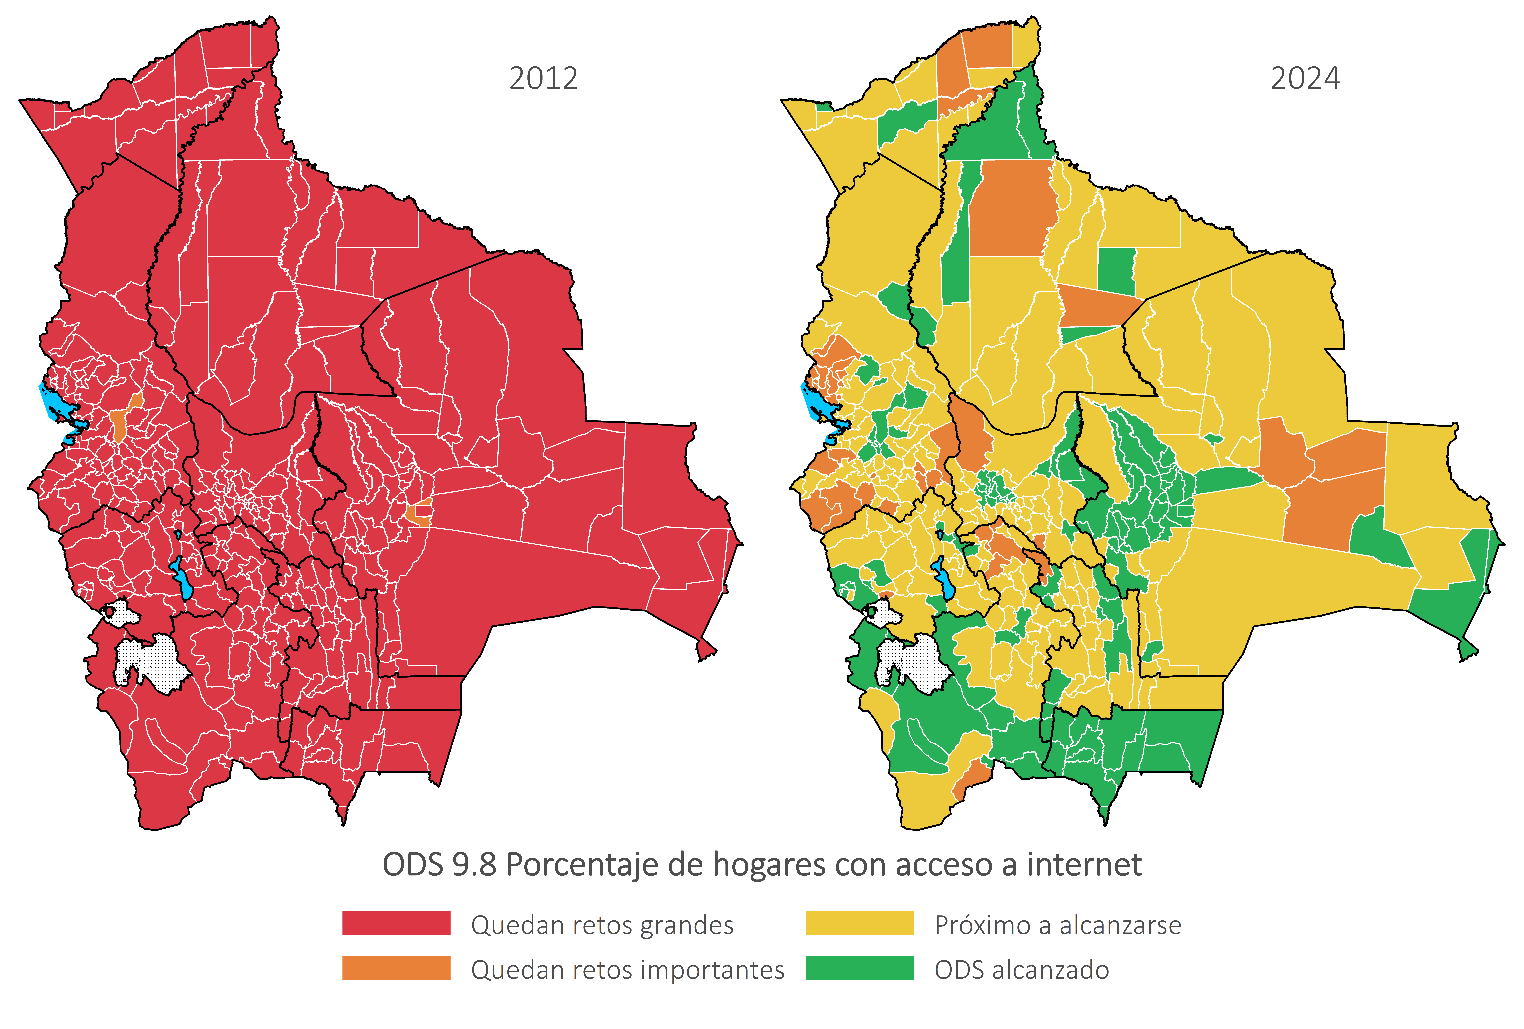 2012
2024
ODS 9.8 Porcentaje de hogares con acceso a internet
Quedan retos grandes
Próximo a alcanzarse
Quedan retos importantes
ODS alcanzado